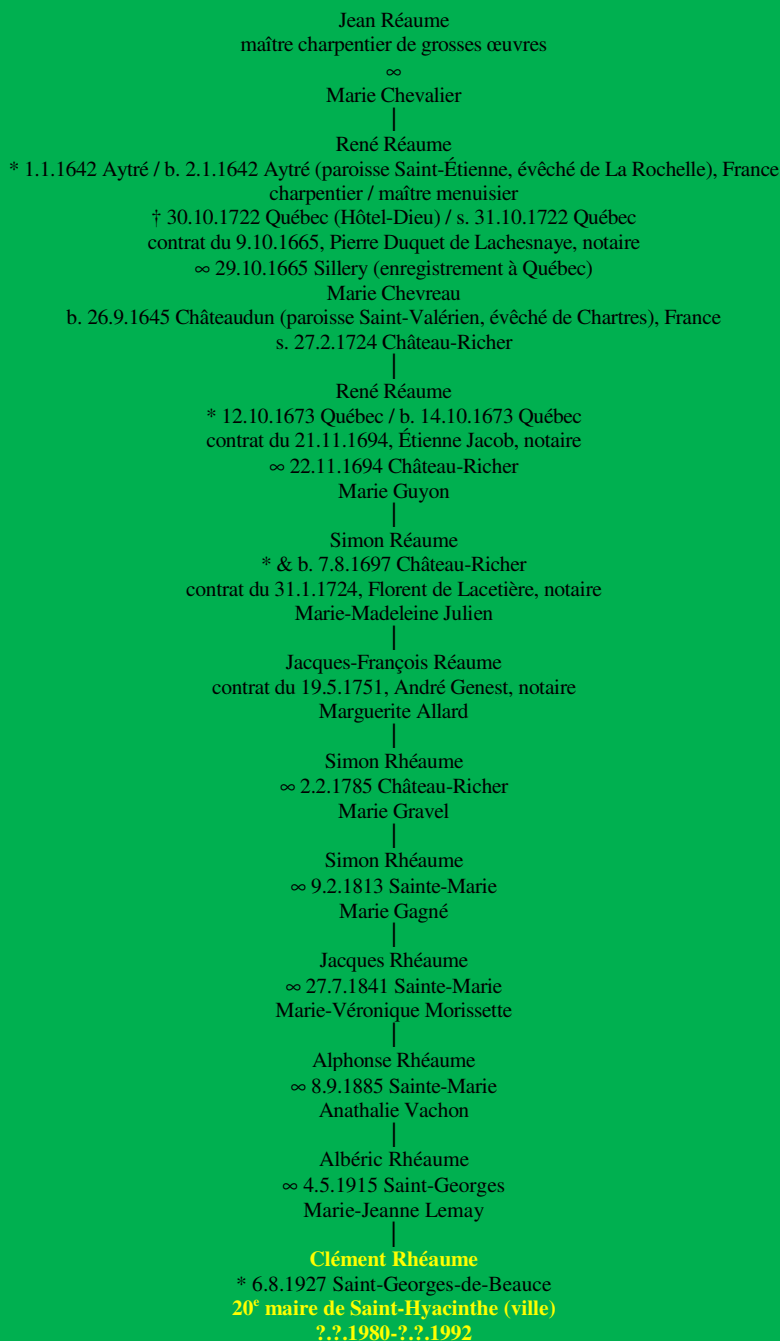 Jean Réaume
maître charpentier de grosses œuvres
∞
Marie Chevalier
|
René Réaume
* 1.1.1642 Aytré / b. 2.1.1642 Aytré (paroisse Saint-Étienne, évêché de La Rochelle), France
charpentier / maître menuisier
† 30.10.1722 Québec (Hôtel-Dieu) / s. 31.10.1722 Québec
contrat du 9.10.1665, Pierre Duquet de Lachesnaye, notaire
∞ 29.10.1665 Sillery (enregistrement à Québec)
Marie Chevreau
b. 26.9.1645 Châteaudun (paroisse Saint-Valérien, évêché de Chartres), France
s. 27.2.1724 Château-Richer
|
René Réaume
* 12.10.1673 Québec / b. 14.10.1673 Québec
contrat du 21.11.1694, Étienne Jacob, notaire
∞ 22.11.1694 Château-Richer
Marie Guyon
|
Simon Réaume
* & b. 7.8.1697 Château-Richer
contrat du 31.1.1724, Florent de Lacetière, notaire
Marie-Madeleine Julien
|
Jacques-François Réaume
contrat du 19.5.1751, André Genest, notaire
Marguerite Allard
|
Simon Rhéaume
∞ 2.2.1785 Château-Richer
Marie Gravel
|
Simon Rhéaume
∞ 9.2.1813 Sainte-Marie
Marie Gagné
|
Jacques Rhéaume
∞ 27.7.1841 Sainte-Marie
Marie-Véronique Morissette
|
Alphonse Rhéaume
∞ 8.9.1885 Sainte-Marie
Anathalie Vachon
|
Albéric Rhéaume
∞ 4.5.1915 Saint-Georges
Marie-Jeanne Lemay
|
Clément Rhéaume
* 6.8.1927 Saint-Georges-de-Beauce
20e maire de Saint-Hyacinthe (ville)
?.?.1980-?.?.1992